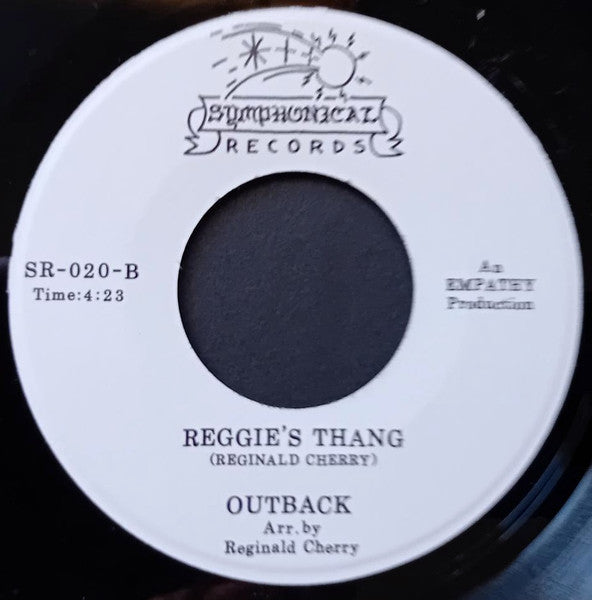 SYMPHONICAL
RECORDS
SR-020-B
Time:4:23
An
EMPATHY
Production
REGGIE'S THANG
(REGINALD CHERRY)
OUTBACK
Arr. by
Reginald Cherry